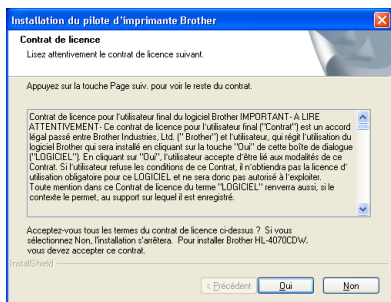 Installation du pilote d'imprimante Brother
Contrat de licence
Lisez attentivement le contrat de licence suivant.
Appuyez sur la touche Page suiv. pour voir le reste du contrat.
Contrat de licence pour l'utilisateur final du logiciel Brother IMPORTANT- A LIRE
ATTENTIVEMENT- Ce contrat de licence pour l'utilisateur final ("Contrat") est un accord
légal passé entre Brother Industries, Ltd. (" Brother") et l'utilisateur, qui régit l'utilisation du
logiciel Brother qui sera installé en cliquant sur la touche "Oui" de cette boîte de dialogue
("LOGICIEL"). En cliquant sur "Oui", l'utilisateur accepte d'être lié aux modalités de ce
Contrat. Si l'utilisateur refuse les conditions de ce Contrat, il n'obtiendra pas la licence d'
utilisation obligatoire pour ce LOGICIEL et ne sera donc pas autorisé à l'exploiter.
Toute mention dans ce Contrat de licence du terme "LOGICIEL" renverra aussi, si le
contexte le permet, au support sur lequel il est enregistré.
Acceptez-vous tous les termes du contrat de licence ci-dessus ? Si vous
sélectionnez Non, l'installation s'arrêtera. Pour installer Brother HL-4070CDW,
vous devez accepter ce contrat.
InstallShield
< Précédent Oui Non